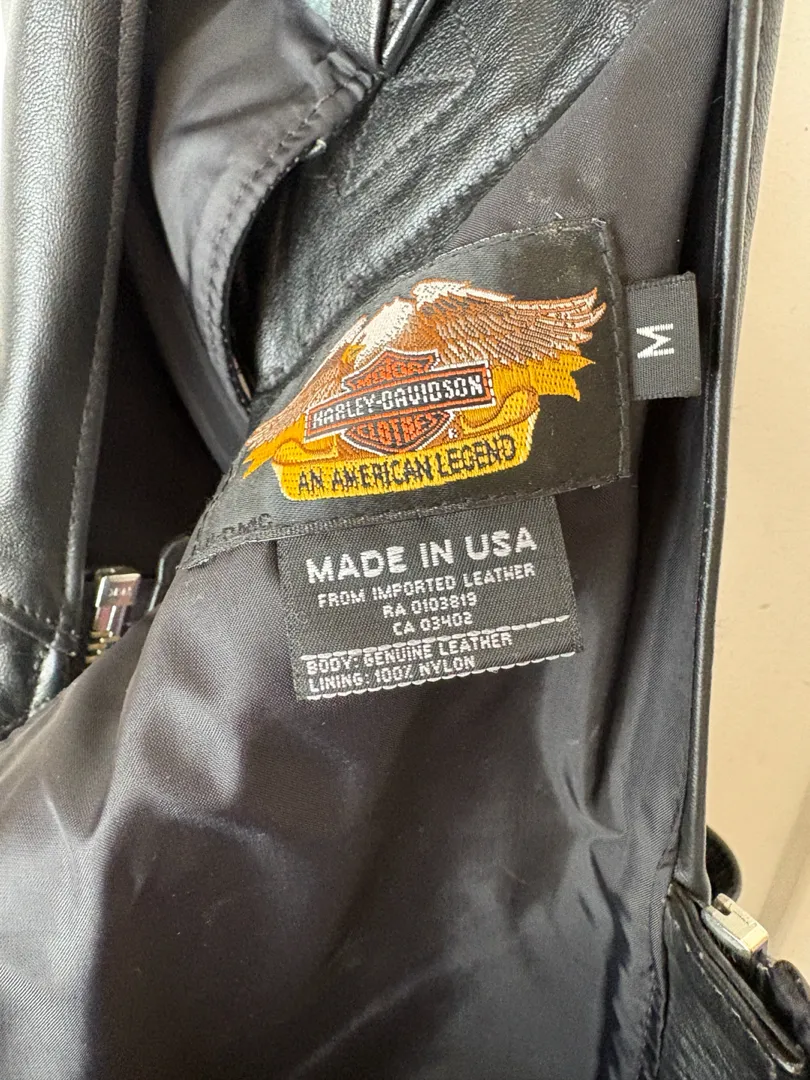 MOTOR
HARLEY-DAVIDSON
CLOTHES
®
AN AMERICAN LEGEND
M
MADE IN USA
FROM IMPORTED LEATHER
RA 0103819
CA 03402
BODY: GENUINE LEATHER
LINING: 100% NYLON